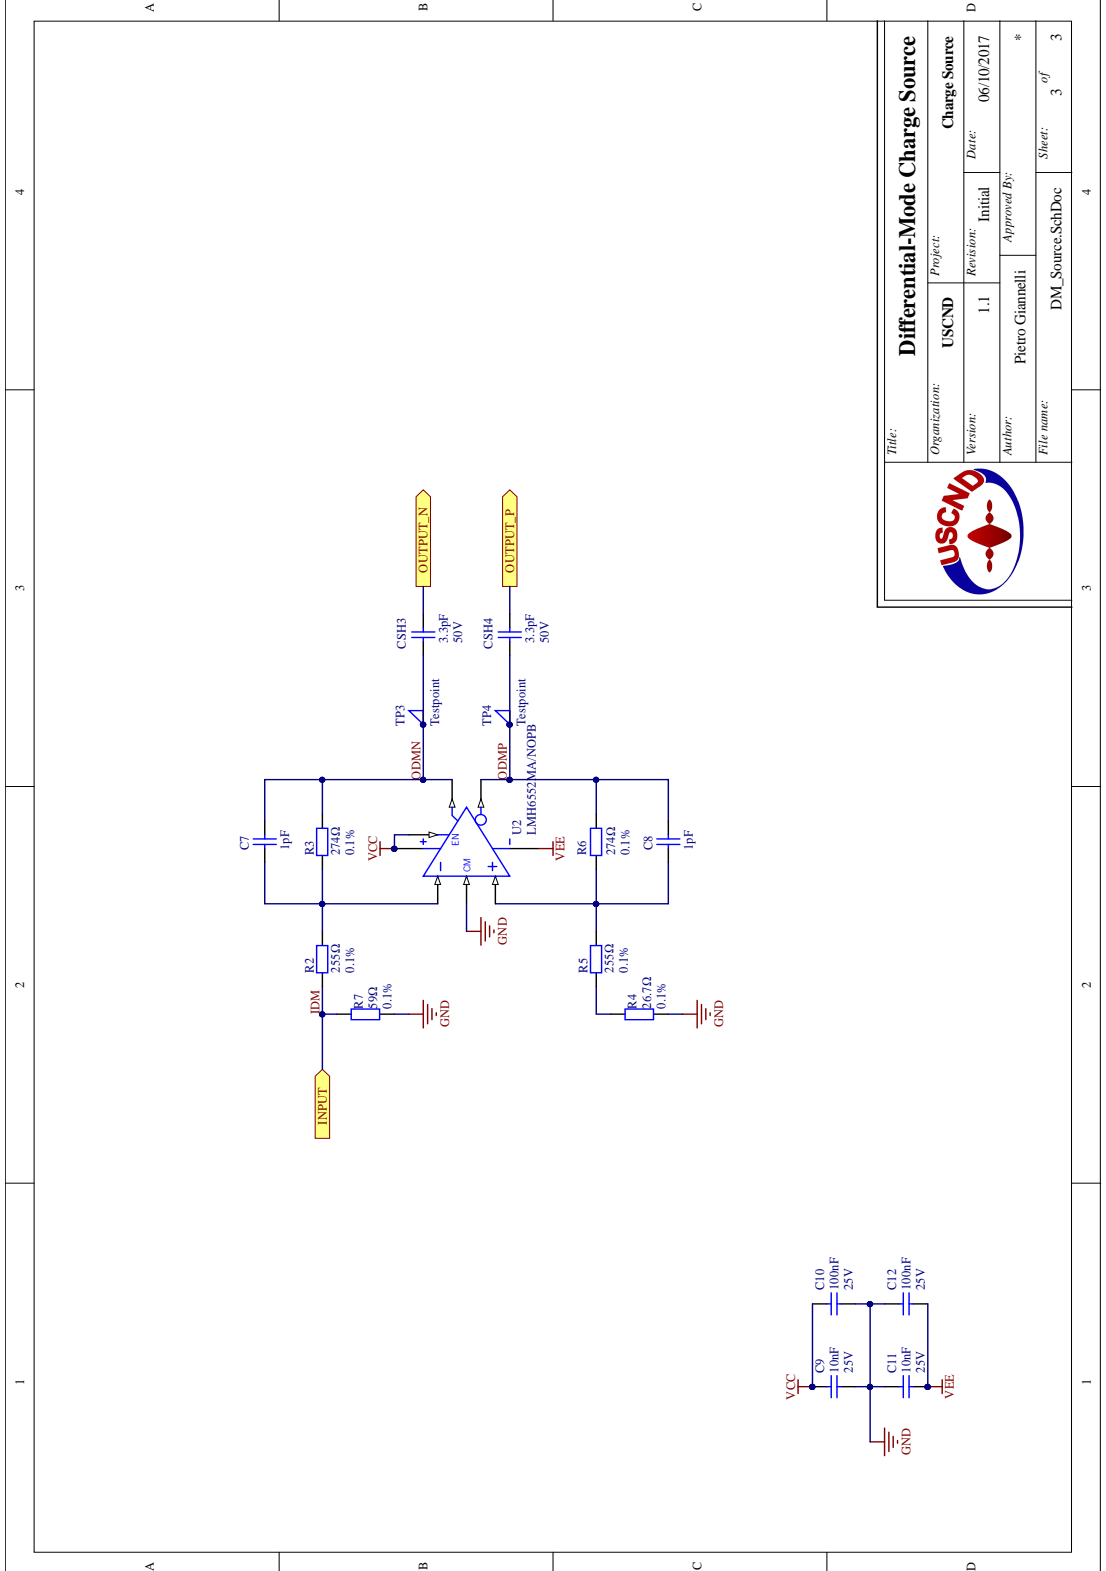 A
B
C
D
1
2
3
4
C7
1pF
R3
274Ω
0.1%
R2
255Ω
0.1%
IDM
R7
59Ω
0.1%
GND
INPUT
VCC
EN
+
-
CM
+
-
GND
U2
LMH6552MA/NOPB
VEE
ODMN
TP3
Testpoint
CSH3
3.3pF
50V
OUTPUT_N
ODMP
TP4
Testpoint
CSH4
3.3pF
50V
OUTPUT_P
R6
274Ω
0.1%
C8
1pF
R5
255Ω
0.1%
R4
26.7Ω
0.1%
GND
VCC
C9
10nF
25V
C10
100nF
25V
C11
10nF
25V
C12
100nF
25V
VEE
GND
USCND
Title:
Differential-Mode Charge Source
Organization:
USCND
Project:
Charge Source
Version:
1.1
Revision:
Initial
Date:
06/10/2017
Author:
Pietro Giannelli
Approved By:
*
File name:
DM_Source.SchDoc
Sheet:
3 of 3
1
2
3
4
A
B
C
D